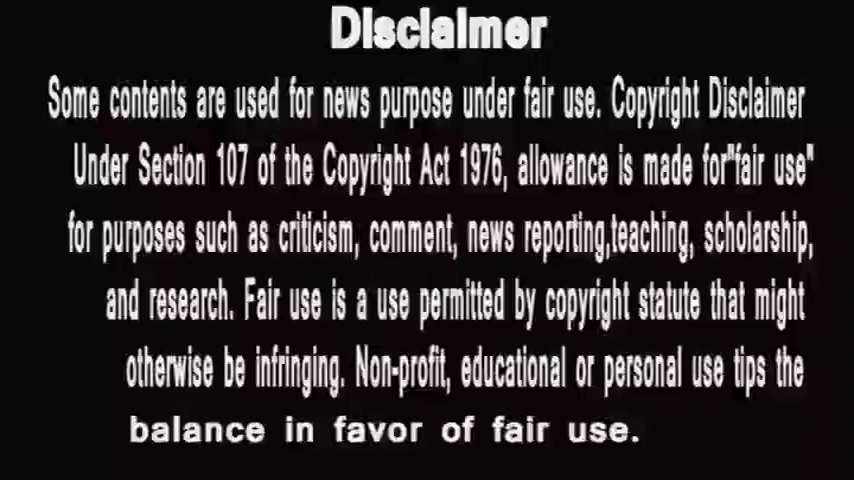 Disclaimer
Some contents are used for news purpose under fair use. Copyright Disclaimer
Under Section 107 of the Copyright Act 1976, allowance is made for"fair use"
for purposes such as criticism, comment, news reporting,teaching, scholarship,
and research. Fair use is a use permitted by copyright statute that might
otherwise be infringing. Non-profit, educational or personal use tips the
balance in favor of fair use.